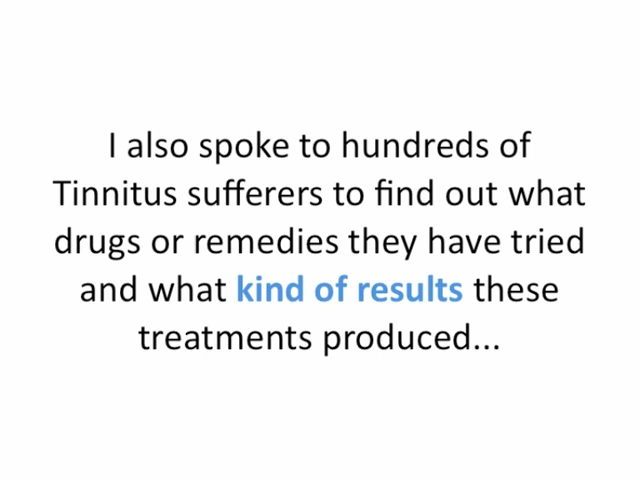 I also spoke to hundreds of
Tinnitus sufferers to find out what
drugs or remedies they have tried
and what kind of results these
treatments produced...